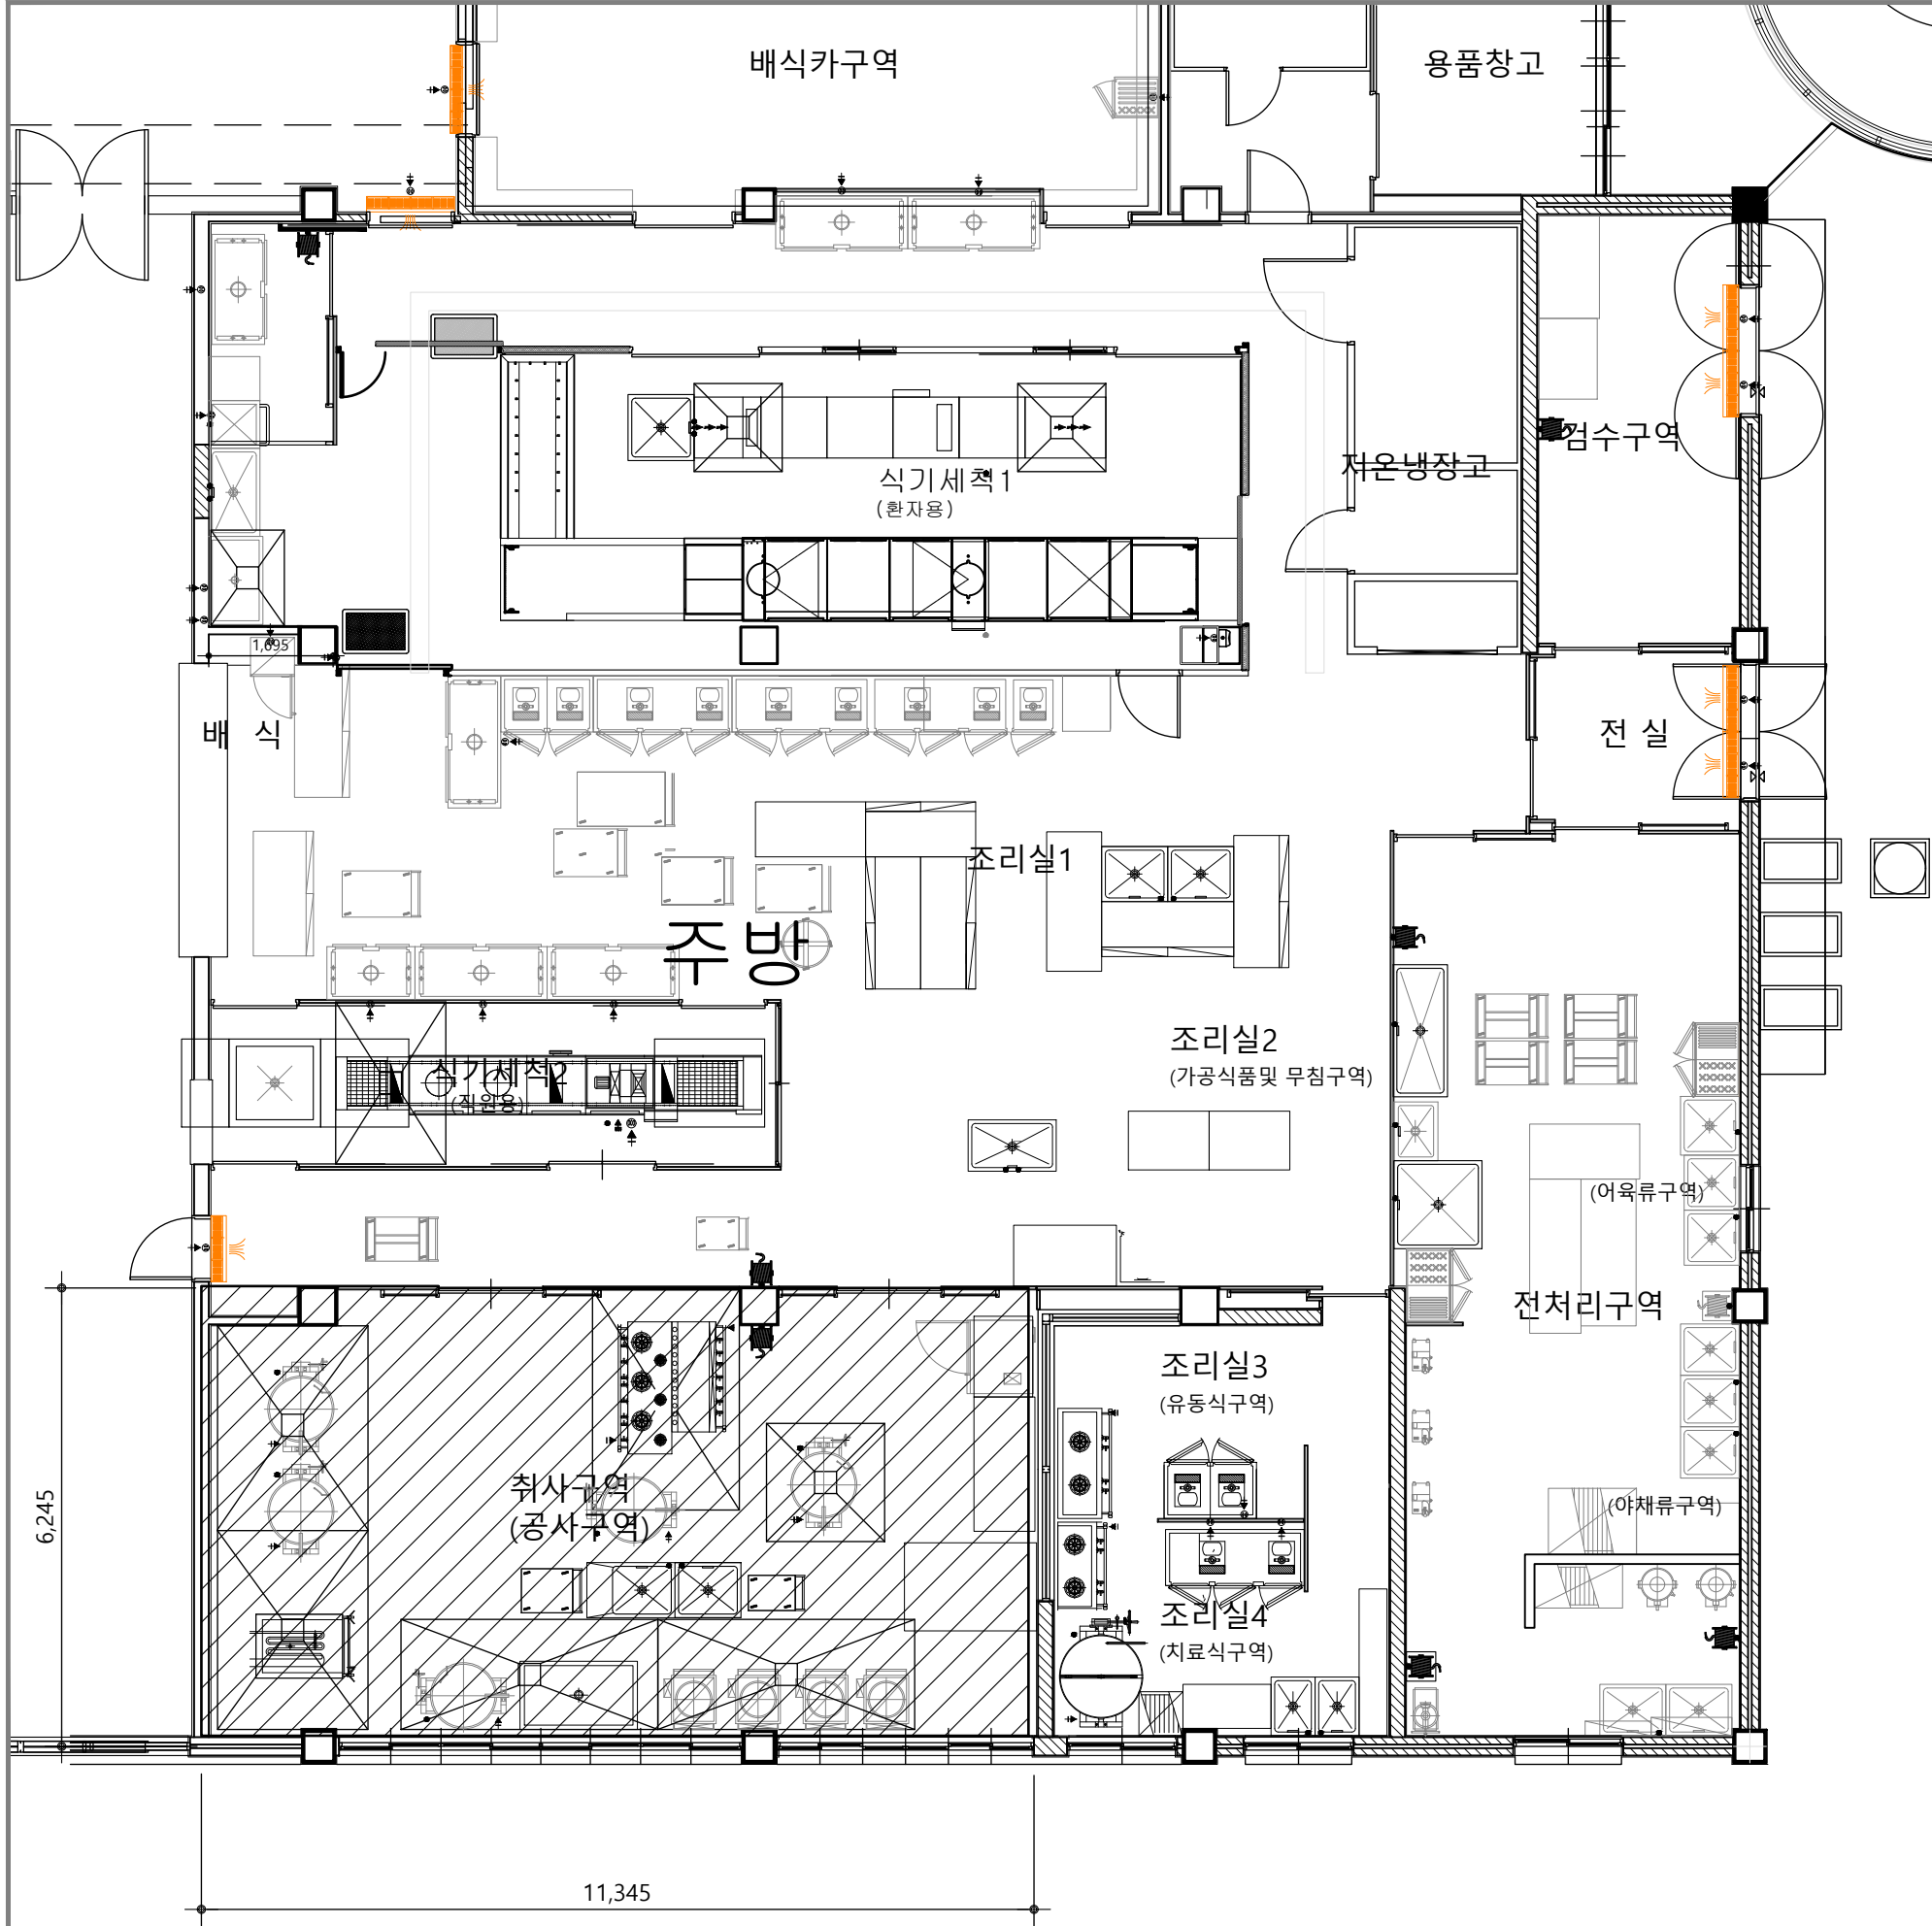 배식카구역
용품창고
검수구역
저온냉장고
식기세척1
(환자용)
1,695
배 식
전 실
조리실1
주방
조리실2
(가공식품및 무침구역)
식기세척2
(직원용)
(어육류구역)
전처리구역
조리실3
(유동식구역)
취사구역
(공사구역)
(야채류구역)
조리실4
(치료식구역)
6,245
11,345